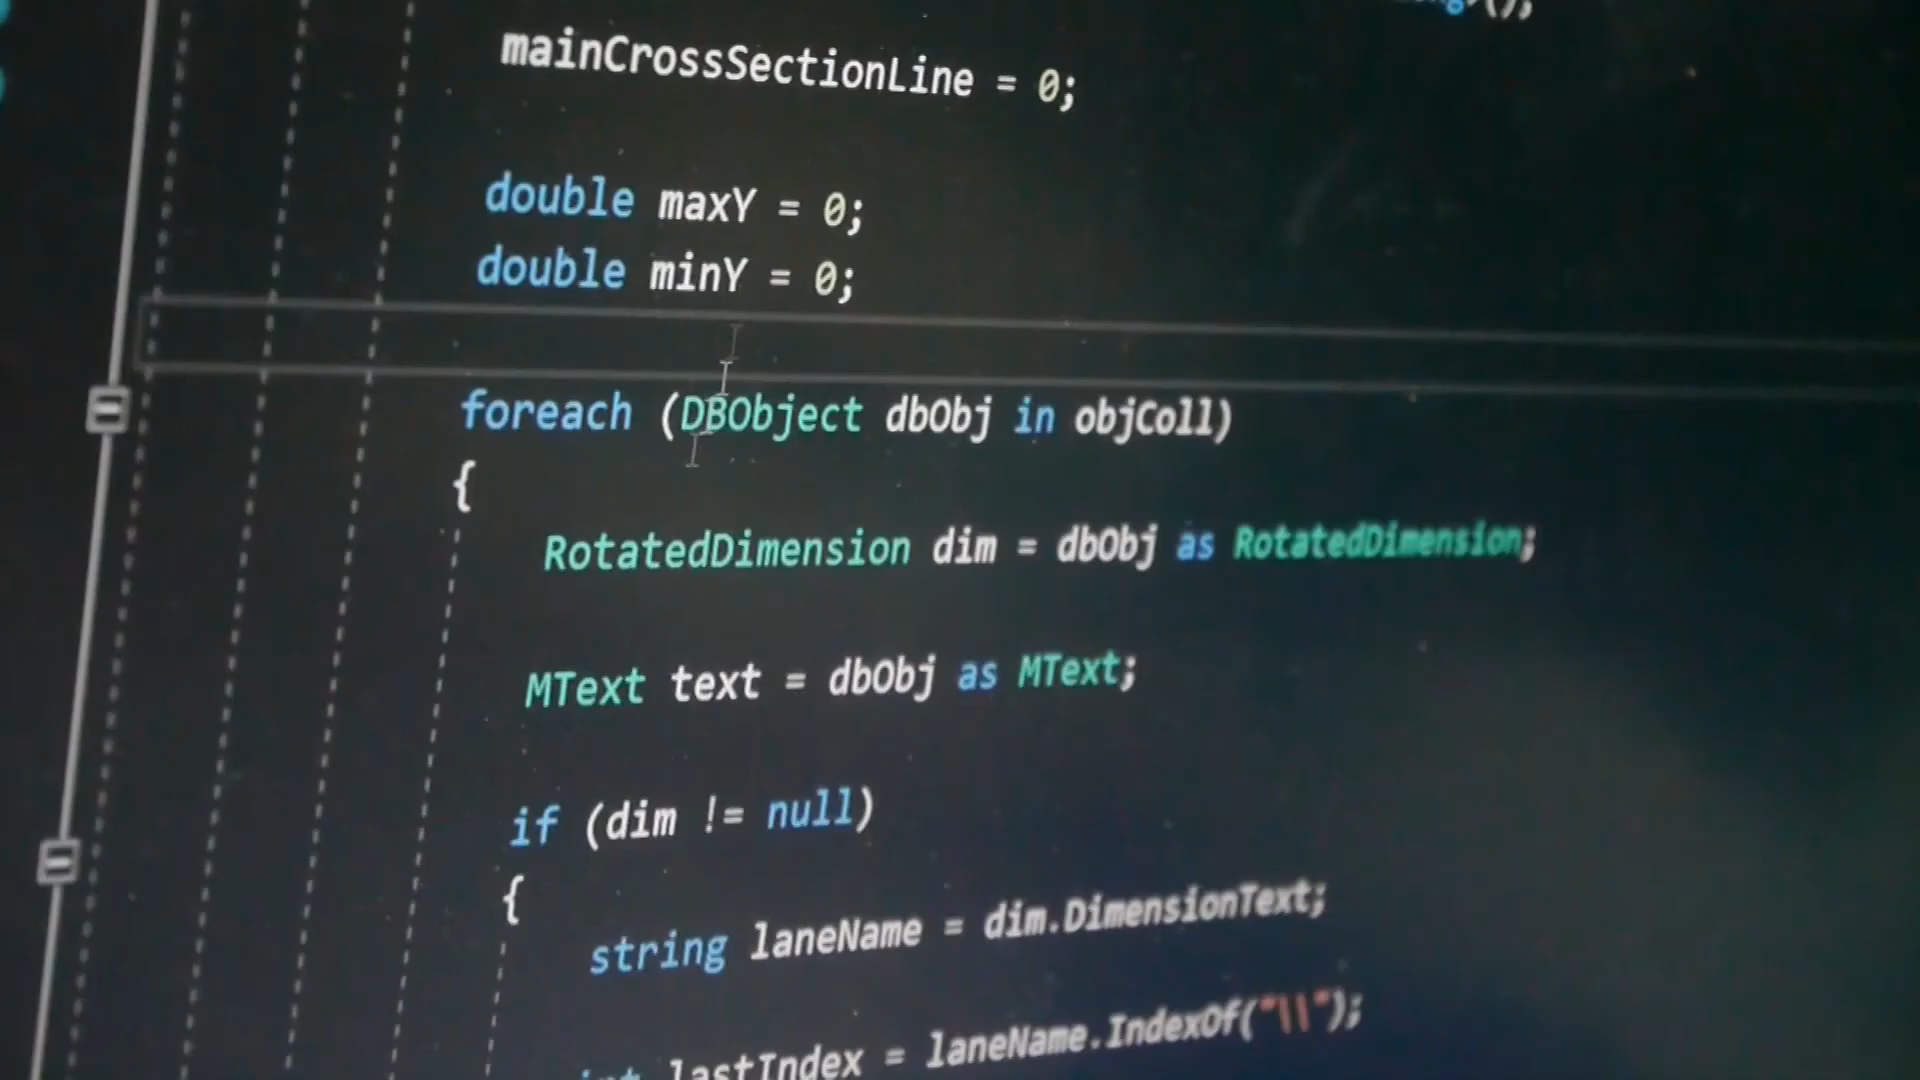 mainCrossSectionLine = 0;
double maxY = 0;
double minY = 0;
foreach (DBObject dbObj in objColl)
{
RotatedDimension dim = dbObj as RotatedDimension;
MText text = dbObj as MText;
if (dim != null)
{
string laneName = dim.DimensionText;
int lastIndex = laneName.IndexOf("\\");